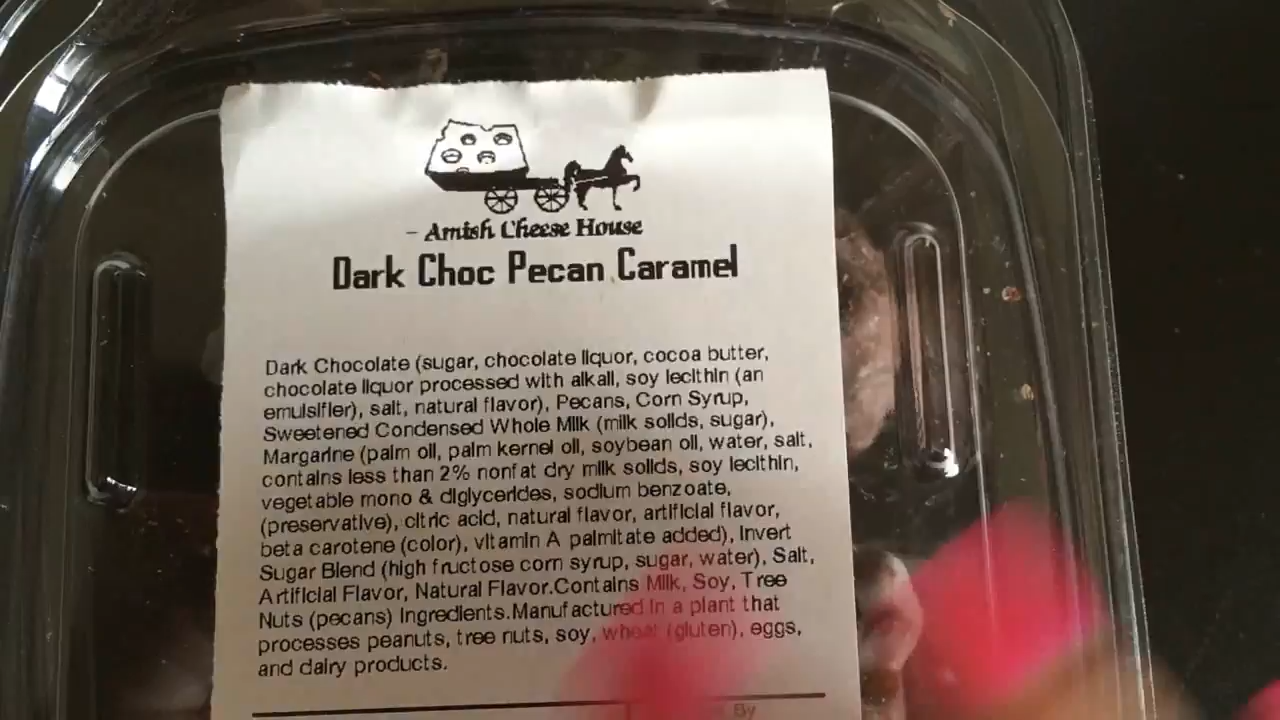 – Amish Cheese House
Dark Choc Pecan Caramel
Dark Chocolate (sugar, chocolate liquor, cocoa butter,
chocolate liquor processed with alkali, soy lecithin (an
emulsifier), salt, natural flavor), Pecans, Corn Syrup,
Sweetened Condensed Whole Milk (milk solids, sugar),
Margarine (palm oil, palm kernel oil, soybean oil, water, salt,
contains less than 2% nonfat dry milk solids, soy lecithin,
vegetable mono & diglycerides, sodium benzoate,
(preservative), citric acid, natural flavor, artificial flavor,
beta carotene (color), vitamin A palmitate added), Invert
Sugar Blend (high fructose corn syrup, sugar, water), Salt,
Artificial Flavor, Natural Flavor.Contains Milk, Soy, Tree
Nuts (pecans) Ingredients.Manufactured in a plant that
processes peanuts, tree nuts, soy, wheat (gluten), eggs,
and dairy products.
By